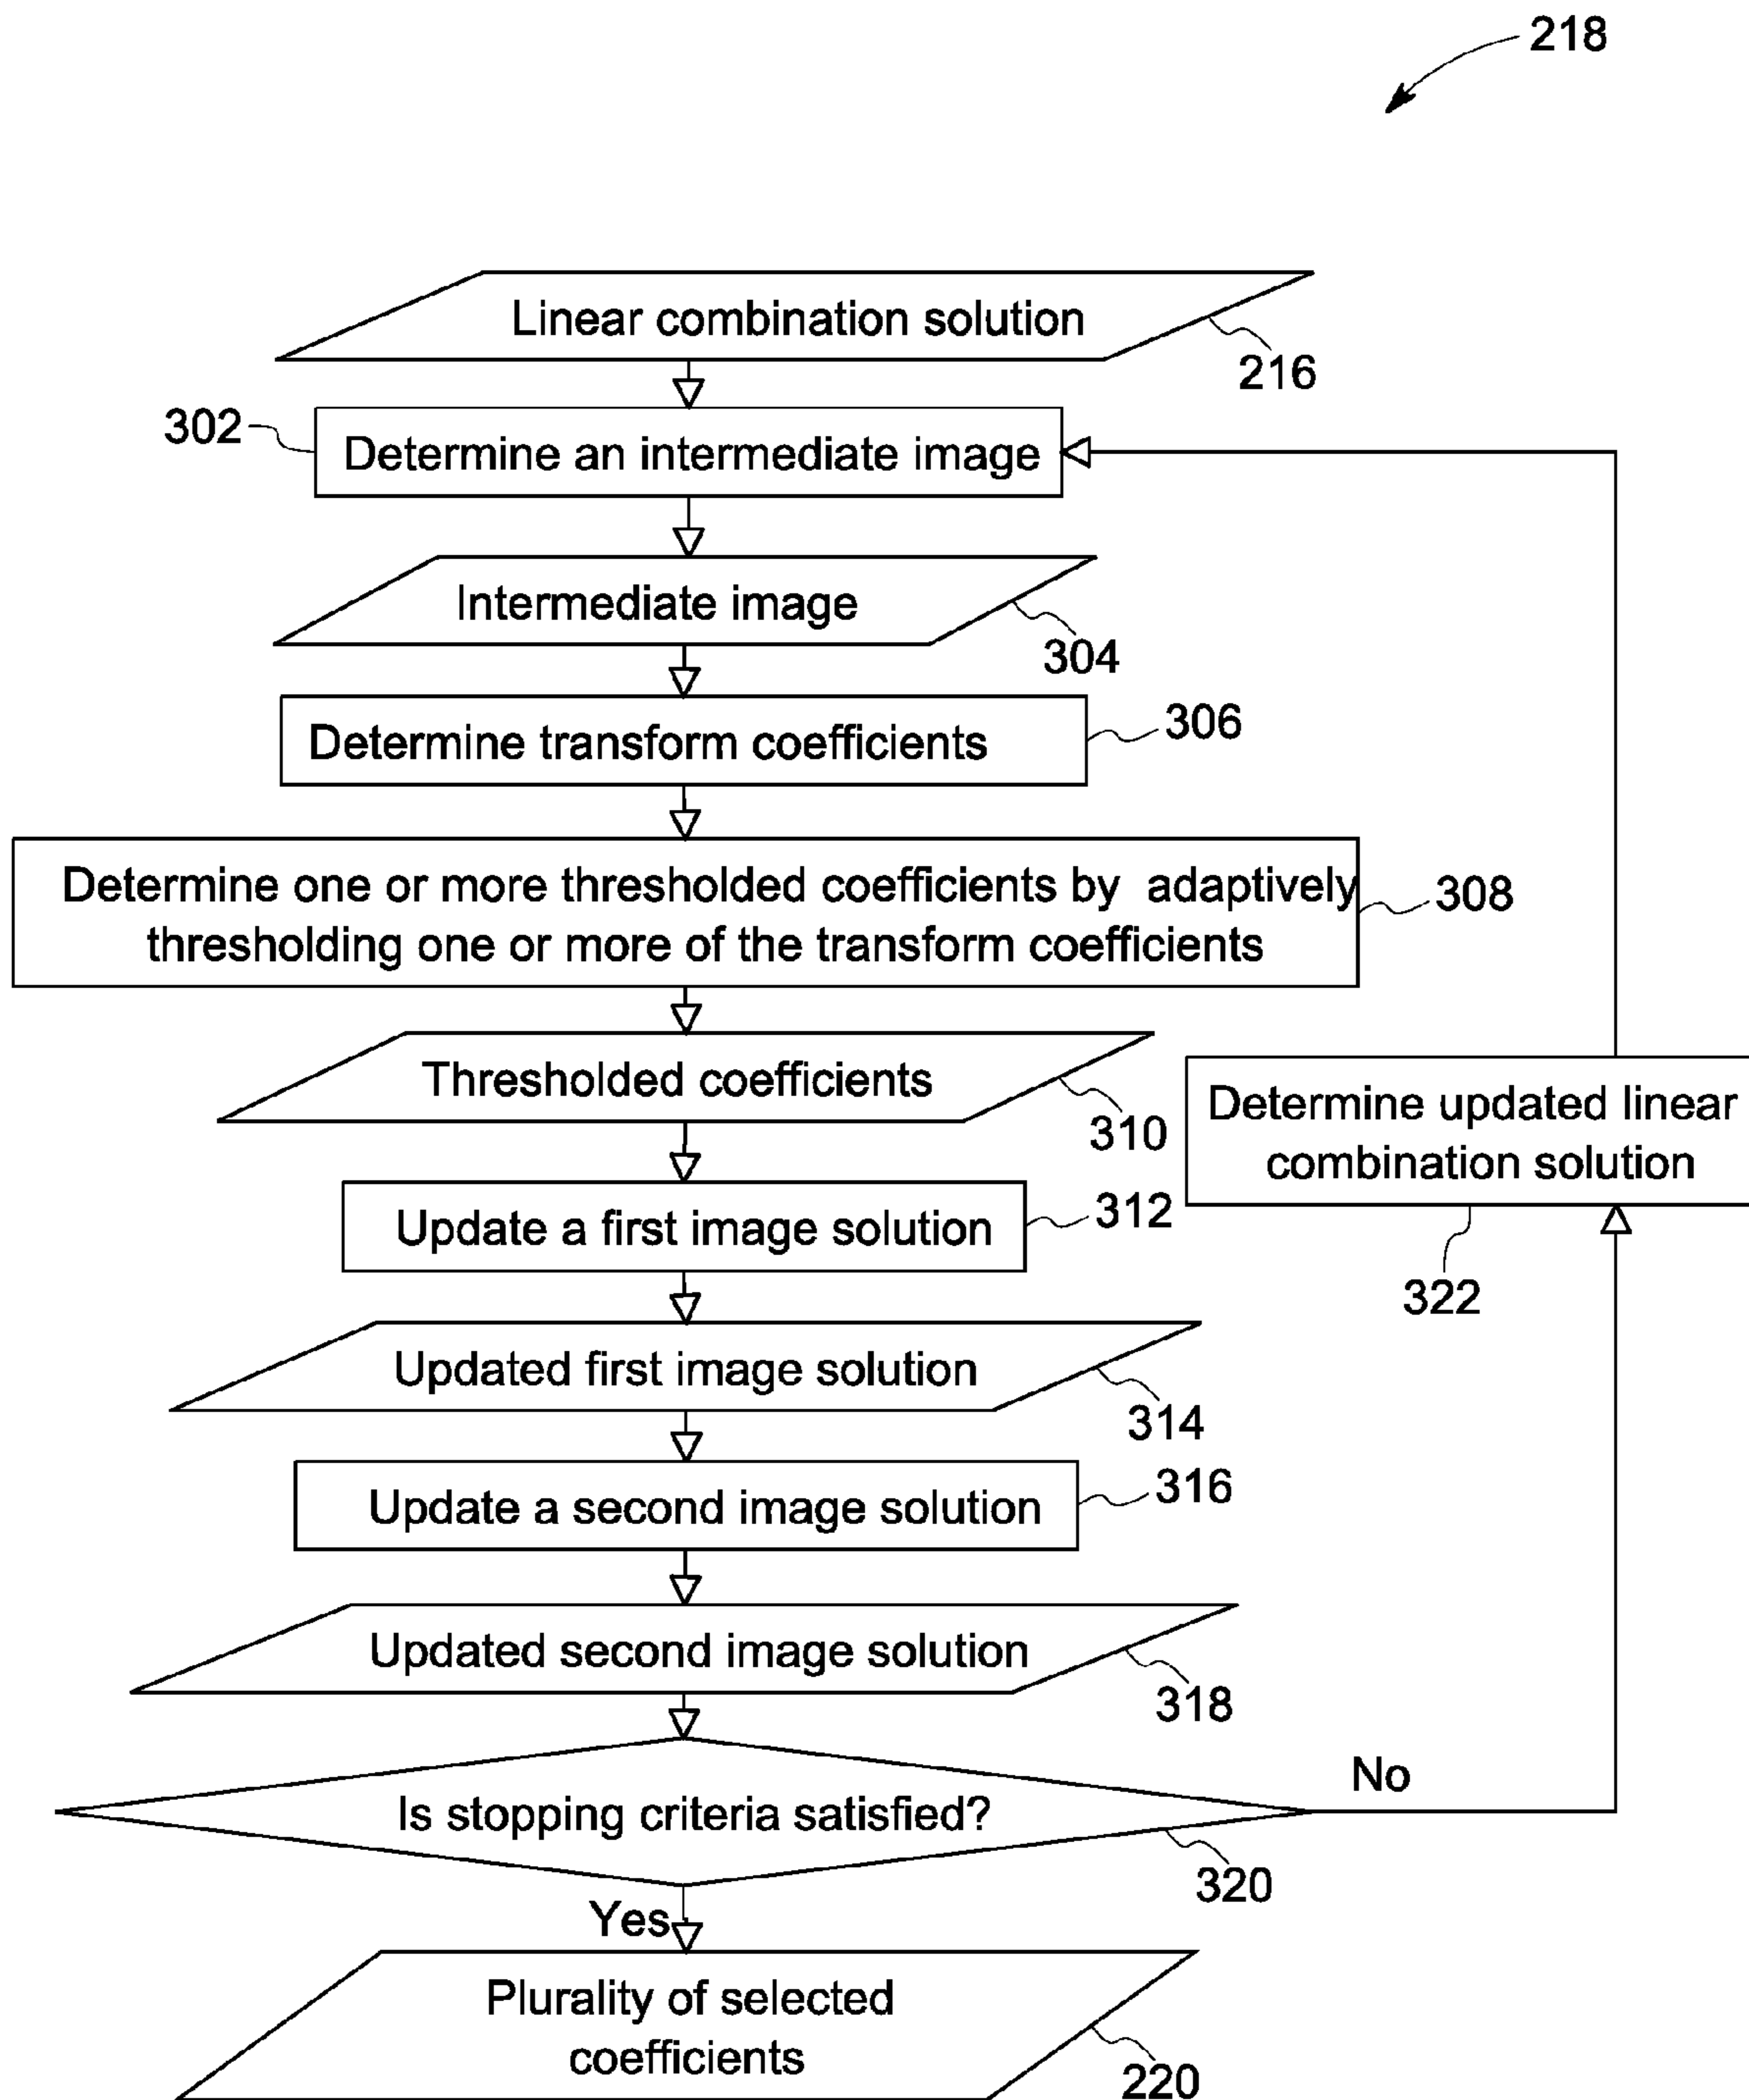 218
Linear combination solution
216
302
Determine an intermediate image
Intermediate image
304
Determine transform coefficients
306
Determine one or more thresholded coefficients by adaptively
thresholding one or more of the transform coefficients
308
Thresholded coefficients
310
Determine updated linear
combination solution
322
Update a first image solution
312
Updated first image solution
314
Update a second image solution
316
Updated second image solution
318
Is stopping criteria satisfied?
No
320
Yes
Plurality of selected
coefficients
220